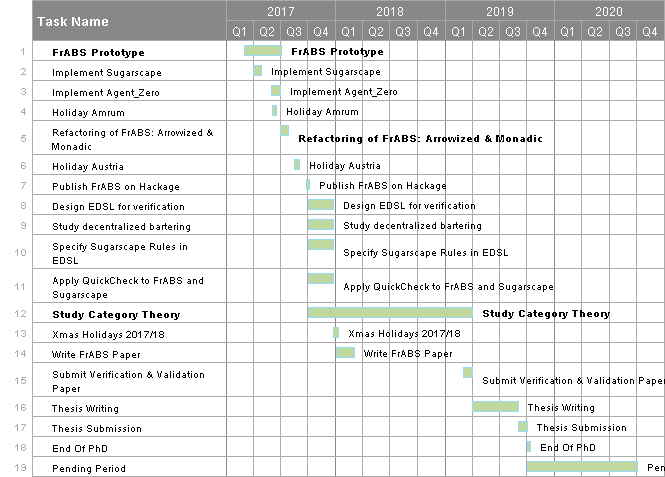 Task Name
2017 2018 2019 2020
Q1 Q2 Q3 Q4 Q1 Q2 Q3 Q4 Q1 Q2 Q3 Q4 Q1 Q2 Q3 Q4
1 FrABS Prototype FrABS Prototype
2 Implement Sugarscape Implement Sugarscape
3 Implement Agent_Zero Implement Agent_Zero
4 Holiday Amrum Holiday Amrum
5 Refactoring of FrABS: Arrowized &
Monadic
Refactoring of FrABS: Arrowized & Monadic
6 Holiday Austria Holiday Austria
7 Publish FrABS on Hackage Publish FrABS on Hackage
8 Design EDSL for verification Design EDSL for verification
9 Study decentralized bartering Study decentralized bartering
10 Specify Sugarscape Rules in
EDSL
Specify Sugarscape Rules in EDSL
11 Apply QuickCheck to FrABS and
Sugarscape
Apply QuickCheck to FrABS and Sugarscape
12 Study Category Theory Study Category Theory
13 Xmas Holidays 2017/18 Xmas Holidays 2017/18
14 Write FrABS Paper Write FrABS Paper
15 Submit Verification & Validation
Paper
Submit Verification & Validation Paper
16 Thesis Writing Thesis Writing
17 Thesis Submission Thesis Submission
18 End Of PhD End Of PhD
19 Pending Period Pen